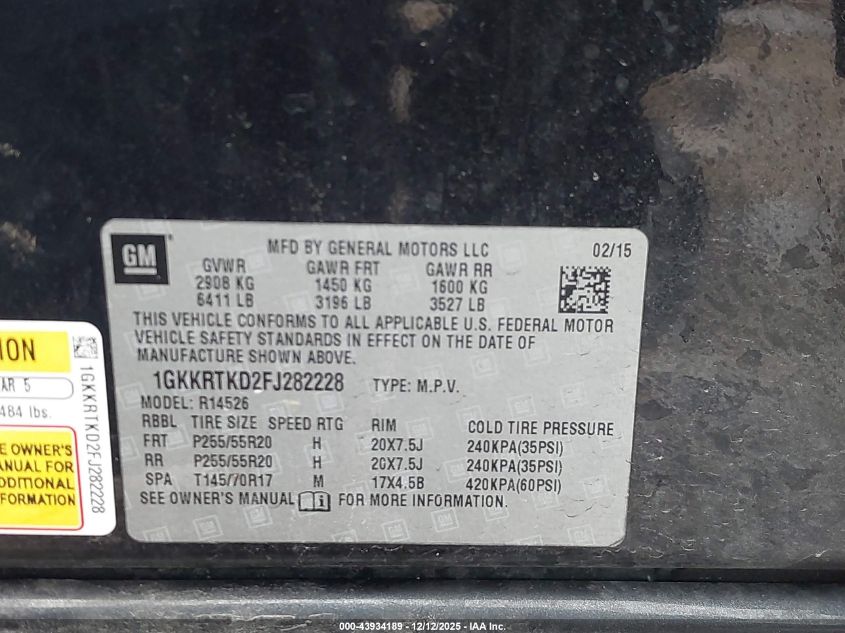 GM
MFD BY GENERAL MOTORS LLC 02/15
GVWR GAWR FRT GAWR RR
2908 KG 1450 KG 1600 KG
6411 LB 3196 LB 3527 LB
THIS VEHICLE CONFORMS TO ALL APPLICABLE U.S. FEDERAL MOTOR
VEHICLE SAFETY STANDARDS IN EFFECT ON THE DATE OF
MANUFACTURE SHOWN ABOVE.
1GKKRTKD2FJ282228 TYPE: M.P.V.
MODEL: R14526
RBBL TIRE SIZE SPEED RTG RIM COLD TIRE PRESSURE
FRT P255/55R20 H 20X7.5J 240KPA(35PSI)
RR P255/55R20 H 20X7.5J 240KPA(35PSI)
SPA T145/70R17 M 17X4.5B 420KPA(60PSI)
SEE OWNER'S MANUAL FOR MORE INFORMATION.
ION
AR 5
484 lbs.
E OWNER'S
ANUAL FOR
DDITIONAL
FORMATION
1GKKRTKD2FJ282228
000-43934189 - 12/12/2025 - IAA Inc.